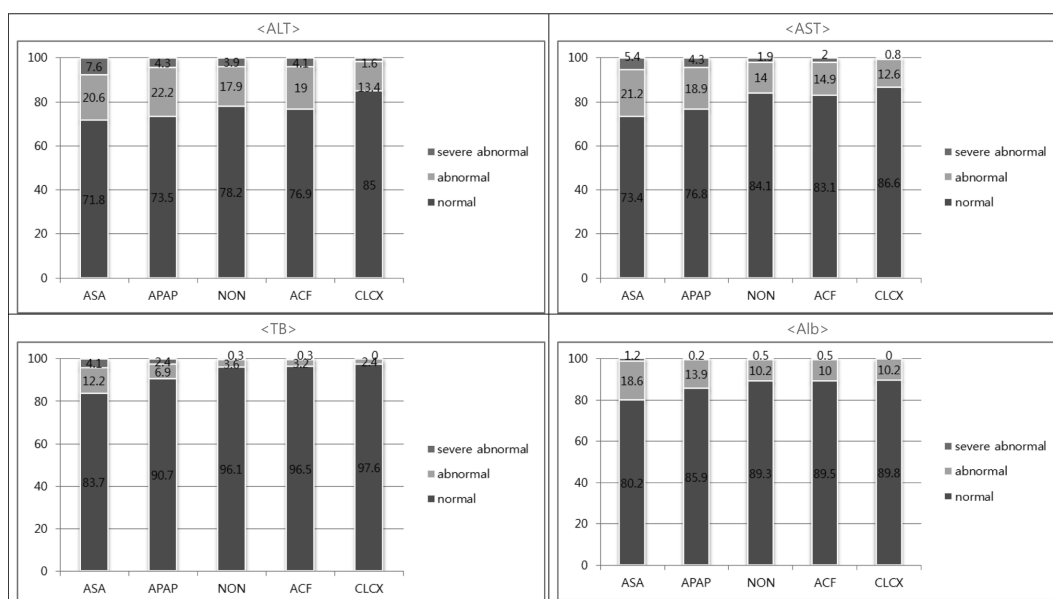 <ALT>
100
80
60
40
20
0
7.6 4.3 3.9 4.1 1.6
20.6 22.2 17.9 19 13.4
71.8 73.5 78.2 76.9 85
ASA APAP NON ACF CLCX
severe abnormal
abnormal
normal
<AST>
100
80
60
40
20
0
5.4 4.3 1.9 2 0.8
21.2 18.9 14 14.9 12.6
73.4 76.8 84.1 83.1 86.6
ASA APAP NON ACF CLCX
severe abnormal
abnormal
normal
<TB>
100
80
60
40
20
0
4.1 2.4 0.3 0.3 0
12.2 6.9 3.6 3.2 2.4
83.7 90.7 96.1 96.5 97.6
ASA APAP NON ACF CLCX
severe abnormal
abnormal
normal
<Alb>
100
80
60
40
20
0
1.2 0.2 0.5 0.5 0
18.6 13.9 10.2 10 10.2
80.2 85.9 89.3 89.5 89.8
ASA APAP NON ACF CLCX
severe abnormal
abnormal
normal